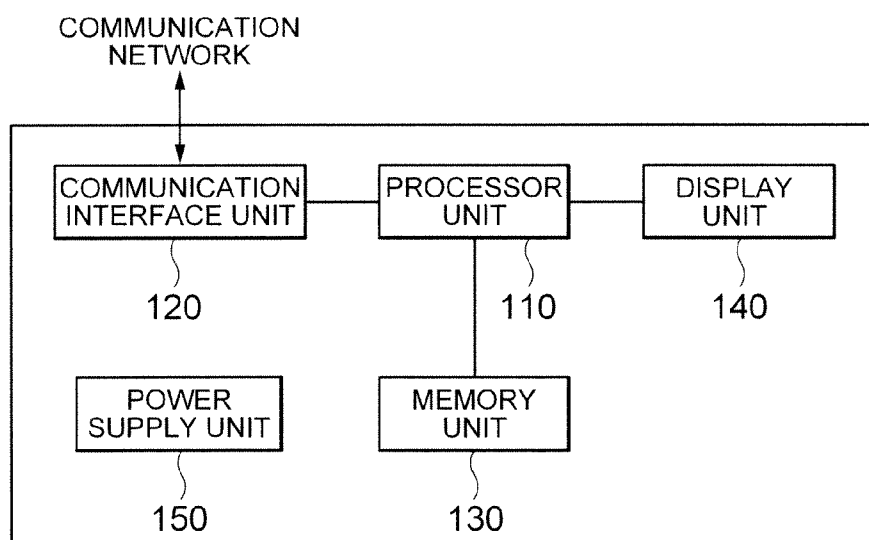 COMMUNICATION
NETWORK
COMMUNICATION
INTERFACE UNIT
PROCESSOR
UNIT
DISPLAY
UNIT
120
110
140
POWER
SUPPLY UNIT
MEMORY
UNIT
150
130